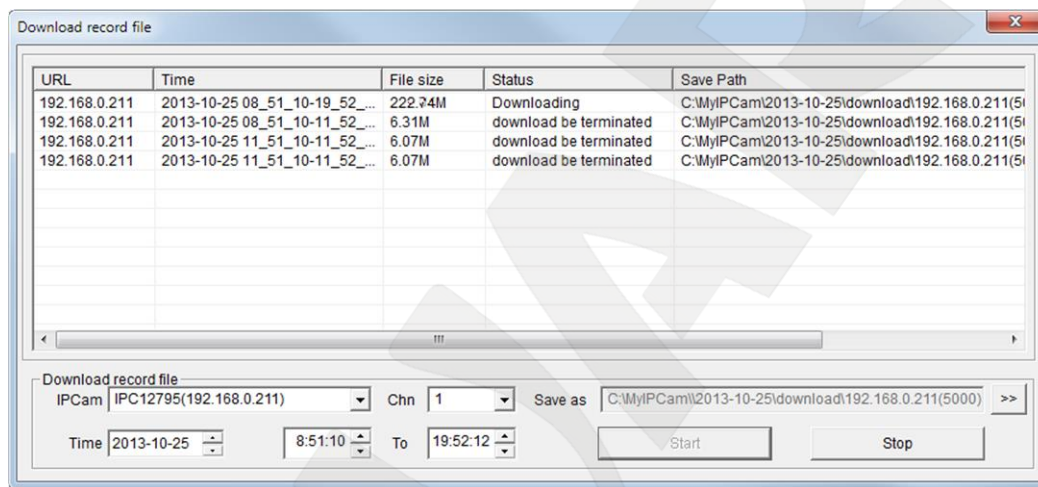 Download record file
URL Time File size Status Save Path
192.168.0.211 2013-10-25 08_51_10-19_52_... 222.74M Downloading C:\MyIPCam\2013-10-25\download\192.168.0.211(50
192.168.0.211 2013-10-25 08_51_10-11_52_... 6.31M download be terminated C:\MyIPCam\2013-10-25\download\192.168.0.211(50
192.168.0.211 2013-10-25 11_51_10-11_52_... 6.07M download be terminated C:\MyIPCam\2013-10-25\download\192.168.0.211(50
192.168.0.211 2013-10-25 11_51_10-11_52_... 6.07M download be terminated C:\MyIPCam\2013-10-25\download\192.168.0.211(50
Download record file
IPCam IPC12795(192.168.0.211) Chn 1 Save as C:\MyIPCam\\2013-10-25\download\192.168.0.211(5000) >>
Time 2013-10-25 8:51:10 To 19:52:12 Start Stop